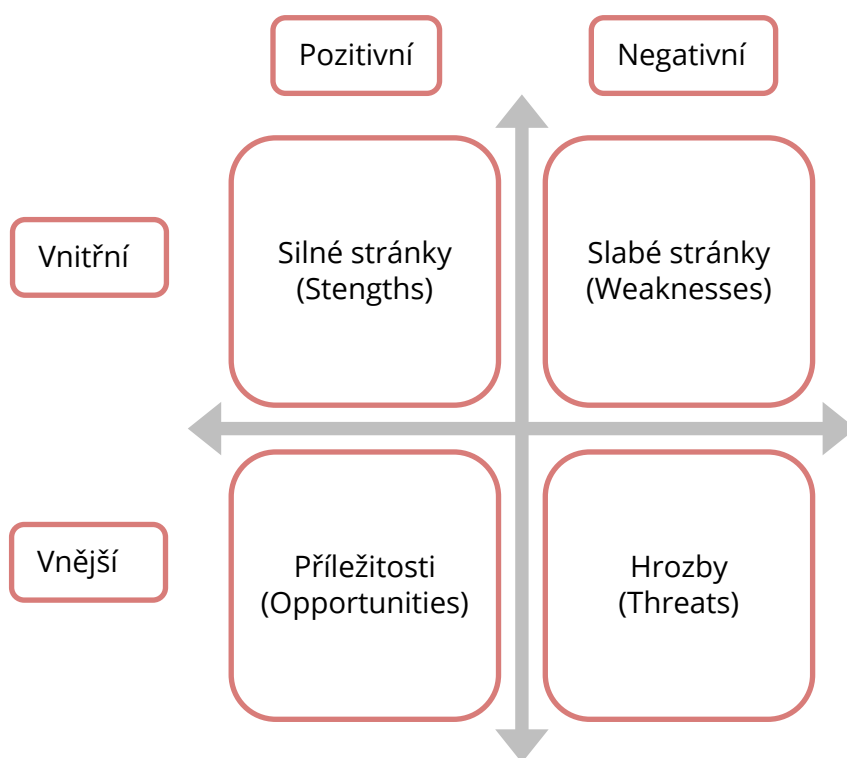 Pozitivní
Negativní
Vnitřní
Silné stránky
(Stengths)
Slabé stránky
(Weaknesses)
Vnější
Příležitosti
(Opportunities)
Hrozby
(Threats)